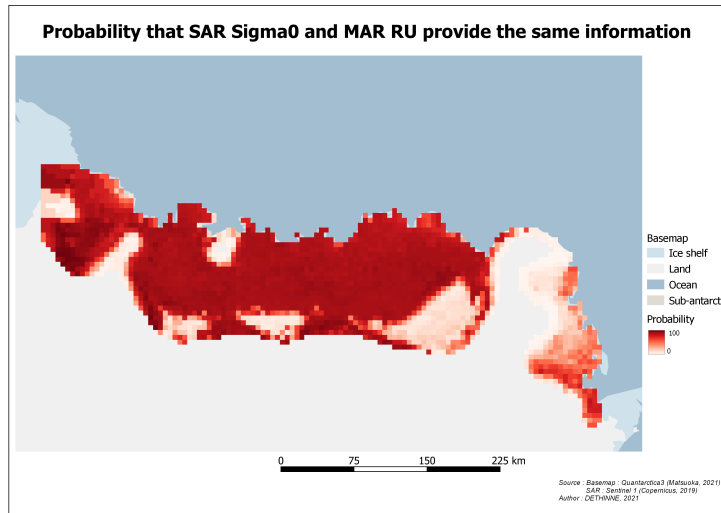 Probability that SAR Sigma0 and MAR RU provide the same information
Basemap
Ice shelf
Land
Ocean
Sub-antarct
Probability
100
0
0 75 150 225 km
Source : Basemap : Quantarctica3 (Matsuoka, 2021)
SAR : Sentinel 1 (Copernicus, 2019)
Author : DETHINNE, 2021